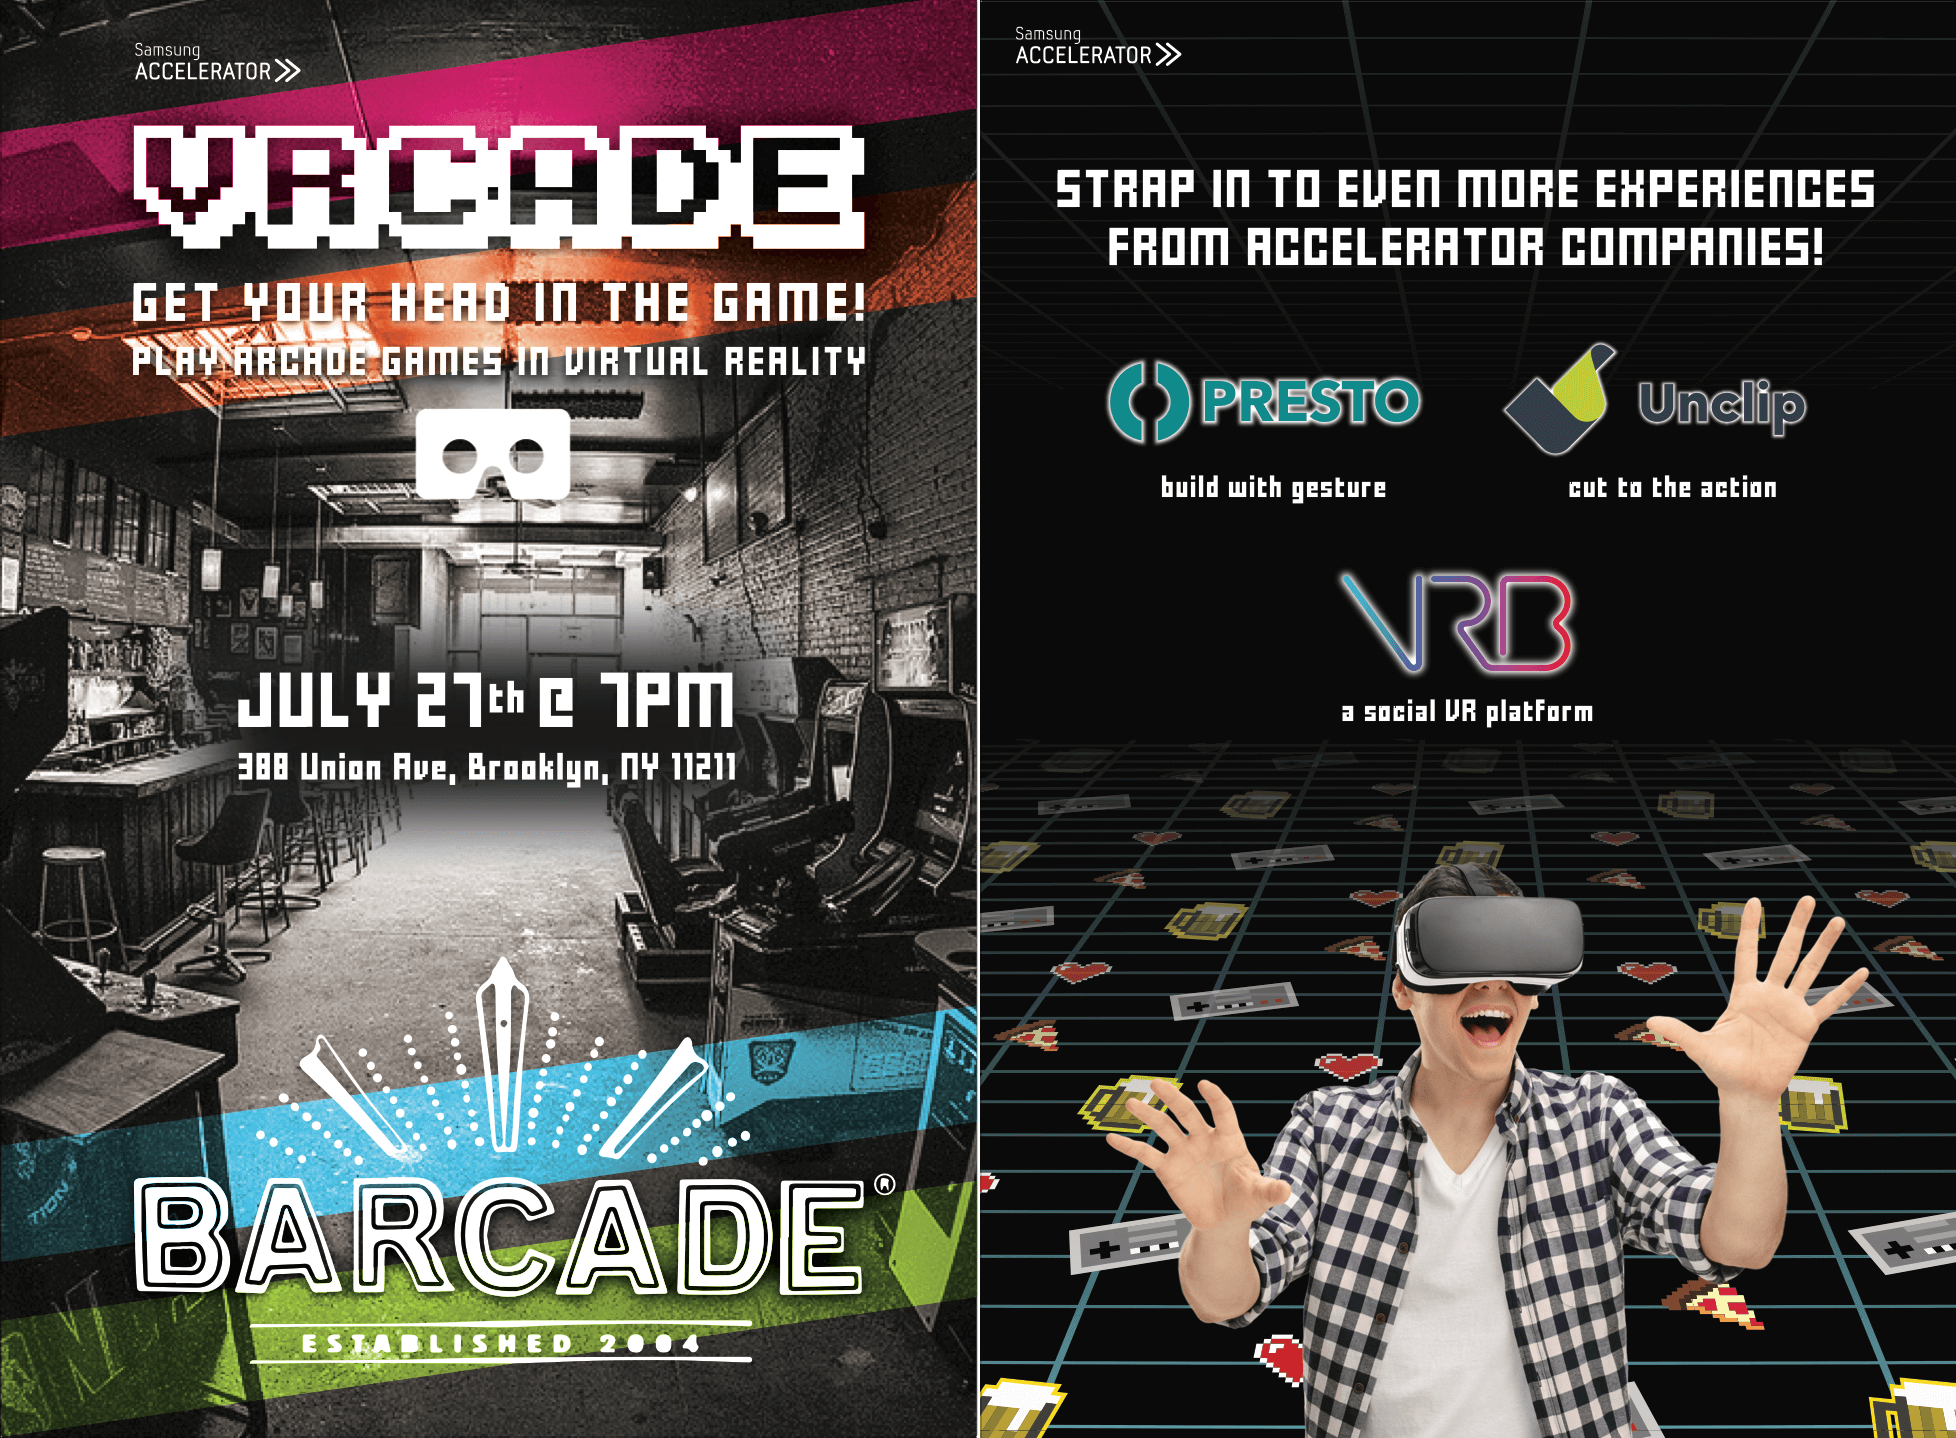 Samsung
ACCELERATOR
VRCADE
GET YOUR HEAD IN THE GAME!
PLAY ARCADE GAMES IN VIRTUAL REALITY
JULY 27th @ 7PM
388 Union Ave, Brooklyn, NY 11211
BARCADE®
ESTABLISHED 2004
Samsung
ACCELERATOR
STRAP IN TO EVEN MORE EXPERIENCES
FROM ACCELERATOR COMPANIES!
PRESTO
build with gesture
Unclip
cut to the action
VRB
a social VR platform